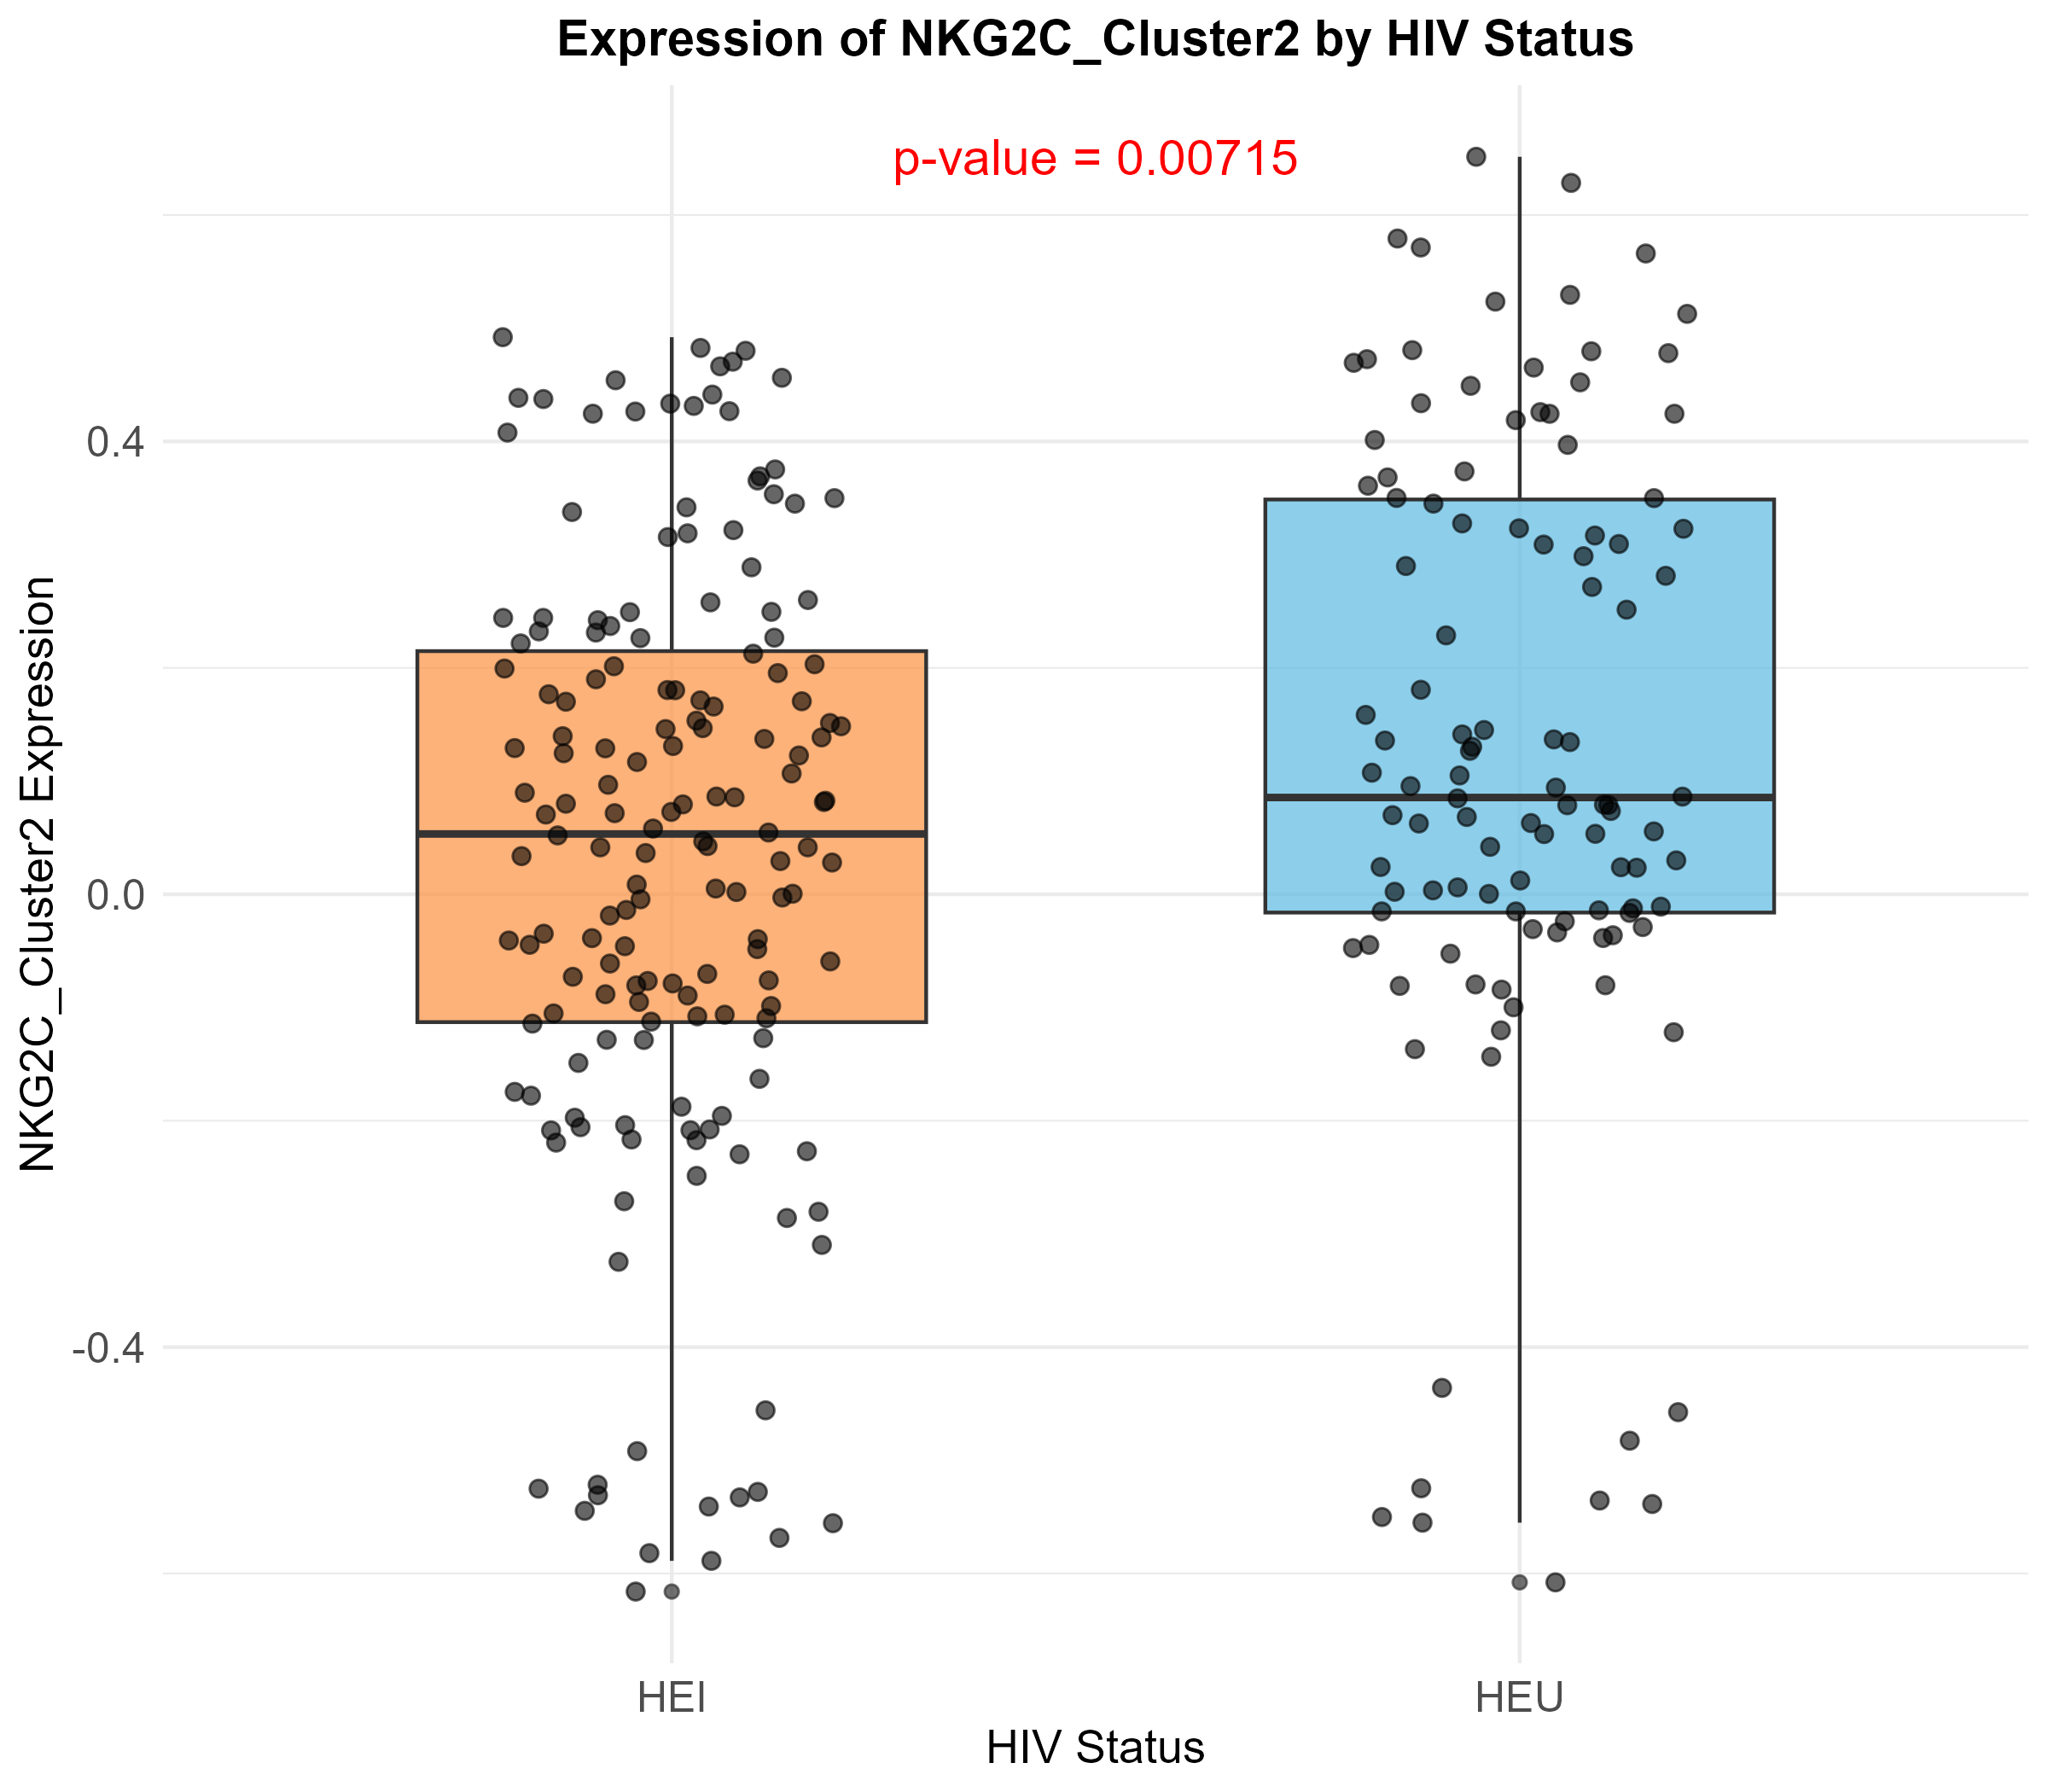 Expression of NKG2C_Cluster2 by HIV Status
p-value = 0.00715
NKG2C_Cluster2 Expression
0.4
0.0
-0.4
HEI
HEU
HIV Status